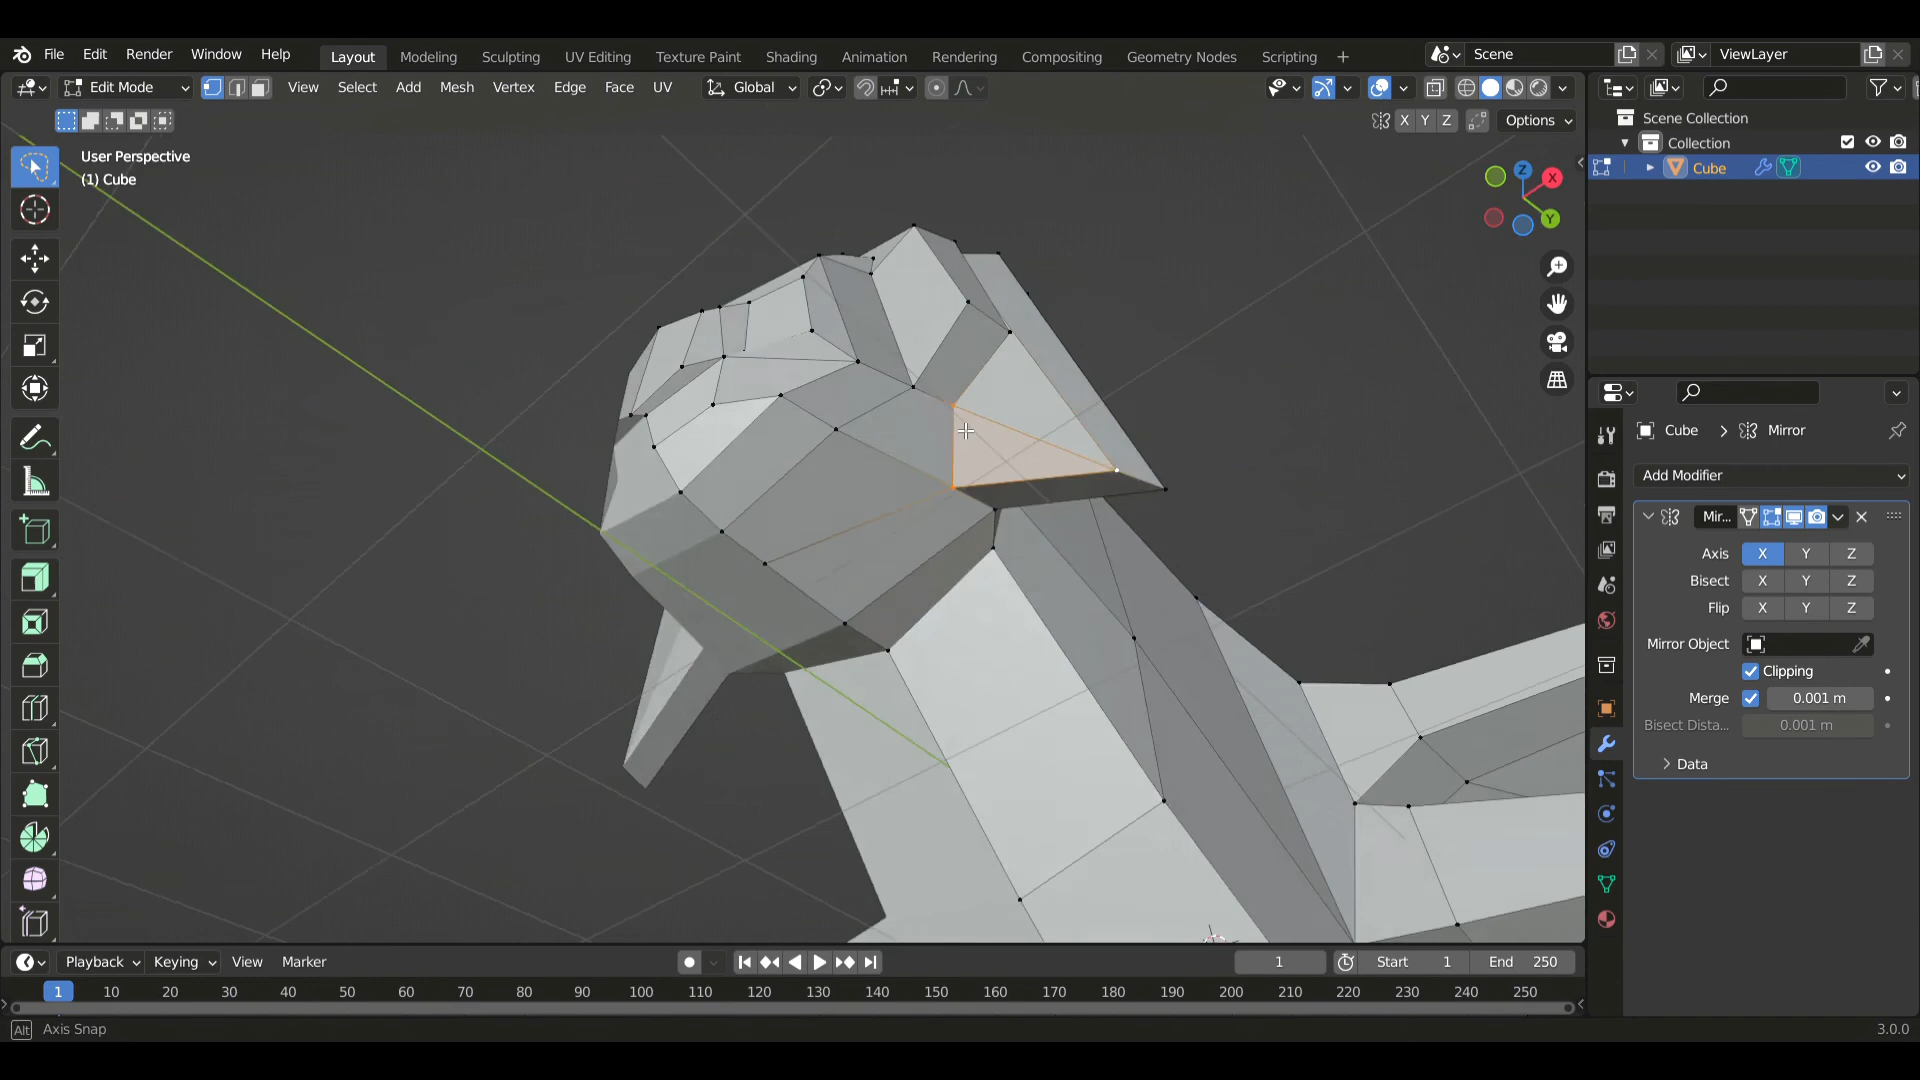 File Edit Render Window Help Layout Modeling Sculpting UV Editing Texture Paint Shading Animation Rendering Compositing Geometry Nodes Scripting + Scene ViewLayer
Edit Mode View Select Add Mesh Vertex Edge Face UV Global
X Y Z Options
User Perspective
(1) Cube
Z X Y
Scene Collection
Collection
Cube
Cube > Mirror
Add Modifier
Mir...
Axis X Y Z
Bisect X Y Z
Flip X Y Z
Mirror Object
Clipping
Merge 0.001 m
Bisect Dista... 0.001 m
Data
Playback Keying View Marker 1 Start 1 End 250
1 10 20 30 40 50 60 70 80 90 100 110 120 130 140 150 160 170 180 190 200 210 220 230 240 250
Alt Axis Snap 3.0.0